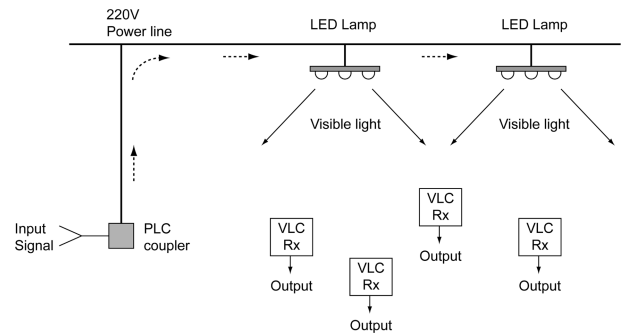 220V
Power line
LED Lamp
LED Lamp
Visible light
Visible light
Input
Signal
PLC
coupler
VLC
Rx
Output
VLC
Rx
Output
VLC
Rx
Output
VLC
Rx
Output